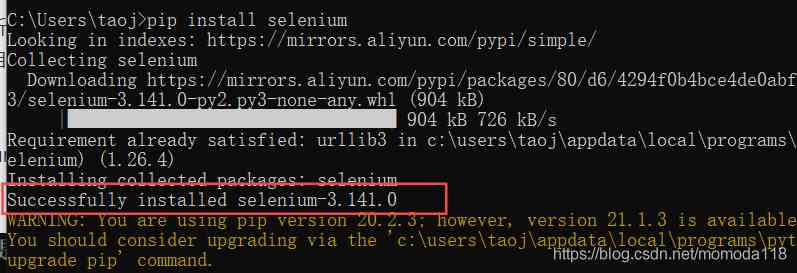 C:\Users\taoj>pip install selenium
Looking in indexes: https://mirrors.aliyun.com/pypi/simple/
Collecting selenium
  Downloading https://mirrors.aliyun.com/pypi/packages/80/d6/4294f0b4bce4de0abf
3/selenium-3.141.0-py2.py3-none-any.whl (904 kB)
904 kB 726 kB/s
Requirement already satisfied: urllib3 in c:\users\taoj\appdata\local\programs\
elenium) (1.26.4)
Installing collected packages: selenium
Successfully installed selenium-3.141.0
WARNING: You are using pip version 20.2.3; however, version 21.1.3 is available
You should consider upgrading via the 'c:\users\taoj\appdata\local\programs\pyt
upgrade pip' command.
https://blog.csdn.net/momoda118